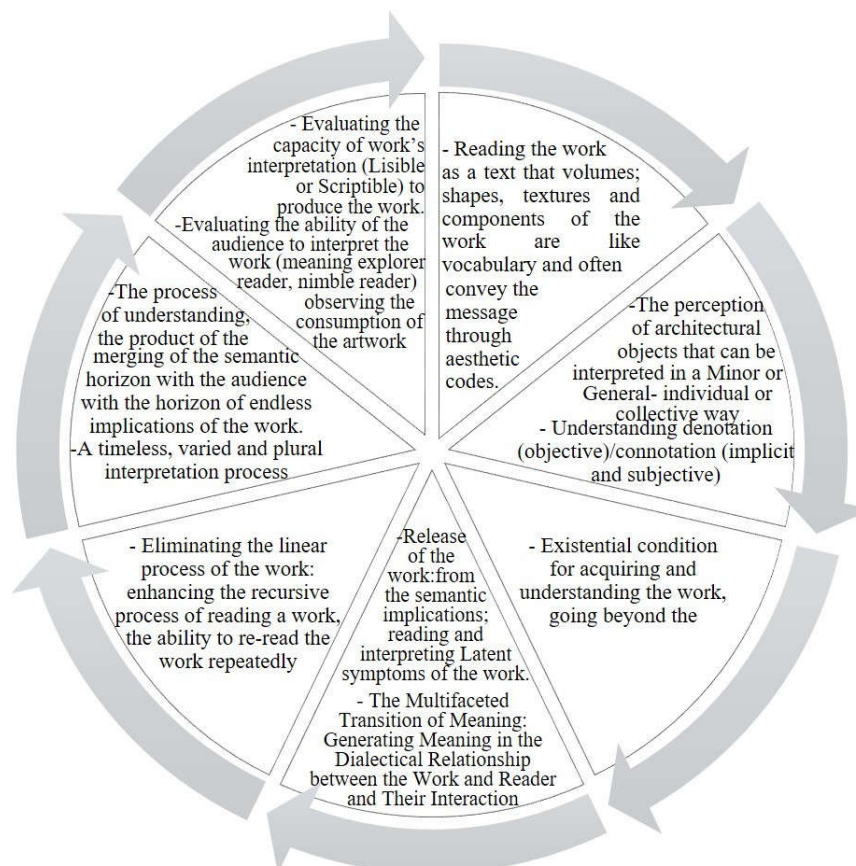 - Reading the work
as a text that volumes;
shapes, textures and
components of the
work are like
vocabulary and often
convey the
message
through
aesthetic
codes.
-The perception
of architectural
objects that can be
interpreted in a Minor or
General- individual or
collective way
- Understanding denotation
(objective)/connotation (implicit
and subjective)
- Existential condition
for acquiring and
understanding the work,
going beyond the
-Release
of the
work:from
the semantic
implications;
reading and
interpreting Latent
symptoms of the work.
- The Multifaceted
Transition of Meaning:
Generating Meaning in the
Dialectical Relationship
between the Work and Reader
and Their Interaction
- Eliminating the linear
process of the work:
enhancing the recursive
process of reading a work,
the ability to re-read the
work repeatedly
-The process
of understanding,
the product of the
merging of the semantic
horizon with the audience
with the horizon of endless
implications of the work.
-A timeless, varied and plural
interpretation process
- Evaluating the
capacity of work's
interpretation (Lisible
or Scriptible) to
produce the work.
-Evaluating the ability of the
audience to interpret the
work (meaning explorer
reader, nimble reader)
observing the
consumption of
the artwork